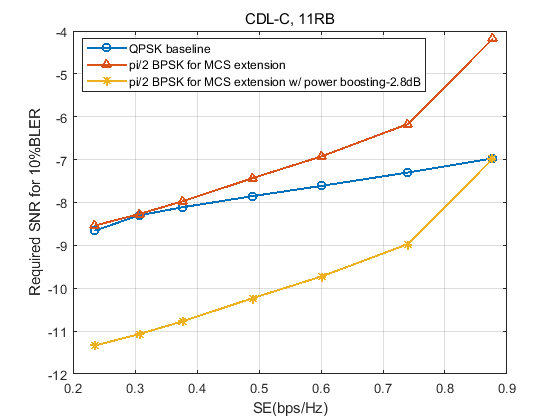 CDL-C, 11RB
QPSK baseline
pi/2 BPSK for MCS extension
pi/2 BPSK for MCS extension w/ power boosting-2.8dB
Required SNR for 10%BLER
-4
-5
-6
-7
-8
-9
-10
-11
-12
0.2 0.3 0.4 0.5 0.6 0.7 0.8 0.9
SE(bps/Hz)